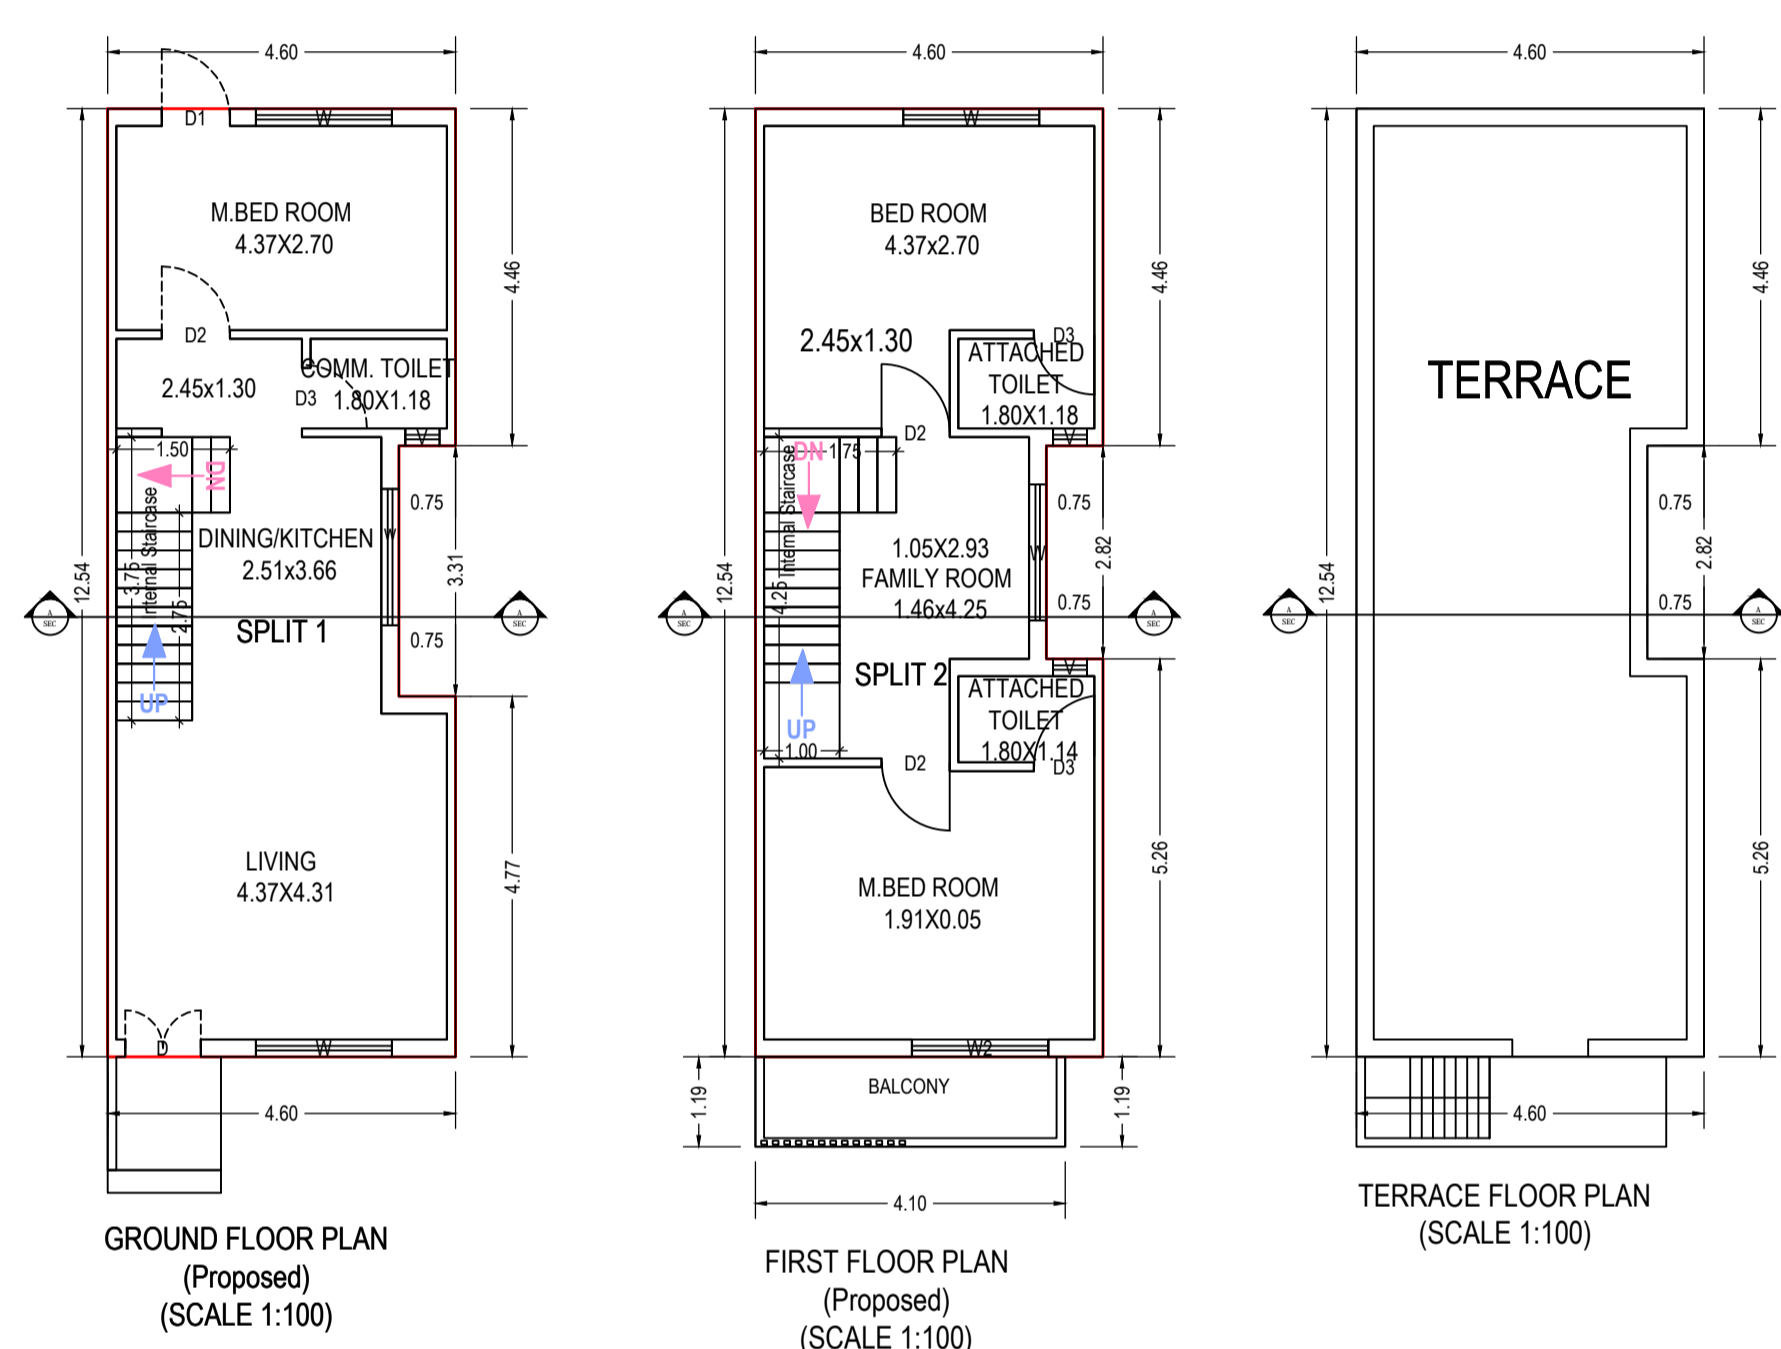 4.60
D1
W
M.BED ROOM
4.37X2.70
4.46
D2
COMM. TOILET
1.80X1.18
2.45x1.30
D3
V
1.50
DN
Internal Staircase
3.75
2.75
UP
DINING/KITCHEN
2.51x3.66
W
0.75
0.75
3.31
12.54
A
SEC
A
SEC
SPLIT 1
LIVING
4.37X4.31
4.77
D
W
4.60
GROUND FLOOR PLAN
(Proposed)
(SCALE 1:100)
4.60
W
BED ROOM
4.37x2.70
4.46
2.45x1.30
D3
ATTACHED
TOILET
1.80X1.18
D2
V
DN
1.75
Internal Staircase
4.25
UP
1.00
1.05X2.93
FAMILY ROOM
1.46x4.25
W
0.75
0.75
2.82
12.54
A
SEC
A
SEC
SPLIT 2
V
ATTACHED
TOILET
1.80X1.14
D3
D2
M.BED ROOM
1.91X0.05
5.26
W2
BALCONY
1.19
1.19
4.10
FIRST FLOOR PLAN
(Proposed)
(SCALE 1:100)
4.60
TERRACE
4.46
0.75
0.75
2.82
12.54
A
SEC
A
SEC
5.26
4.60
TERRACE FLOOR PLAN
(SCALE 1:100)